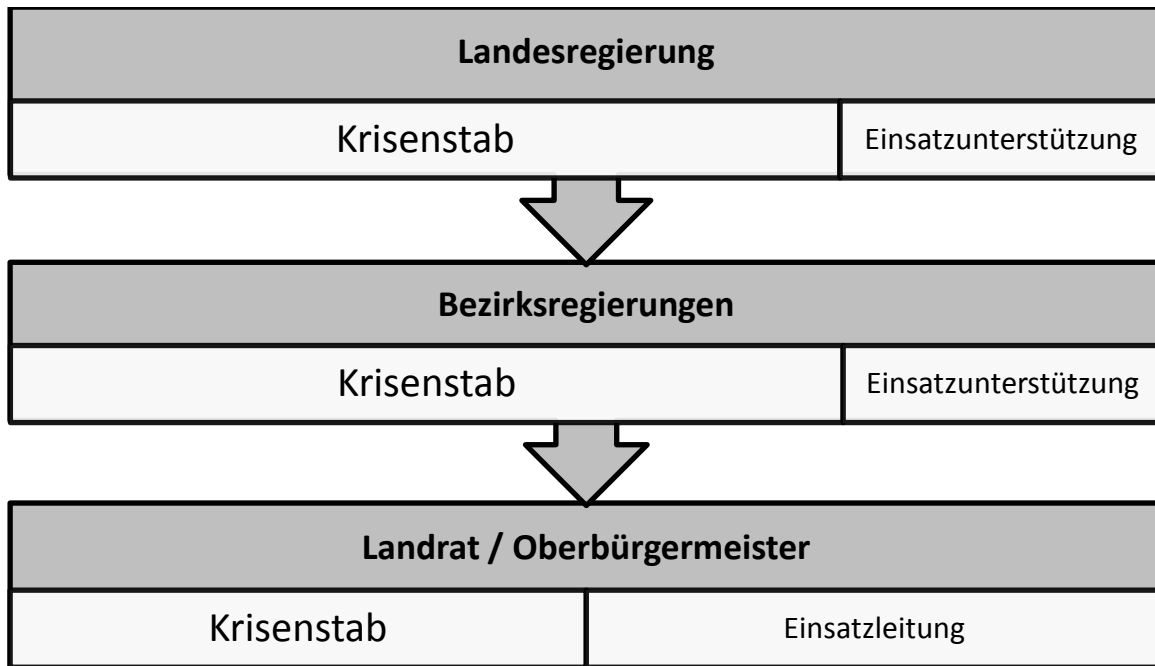 Landesregierung
Krisenstab
Einsatzunterstützung
Bezirksregierungen
Krisenstab
Einsatzunterstützung
Landrat / Oberbürgermeister
Krisenstab
Einsatzleitung